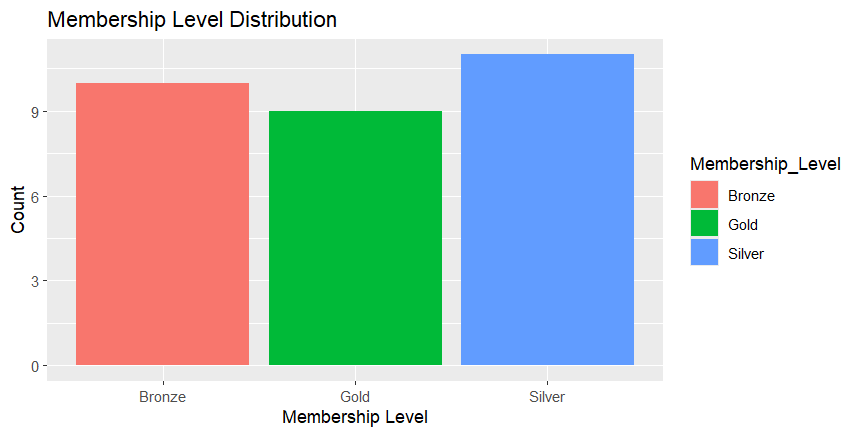 Membership Level Distribution
Count
9
6
3
0
Bronze
Gold
Silver
Membership Level
Membership_Level
Bronze
Gold
Silver